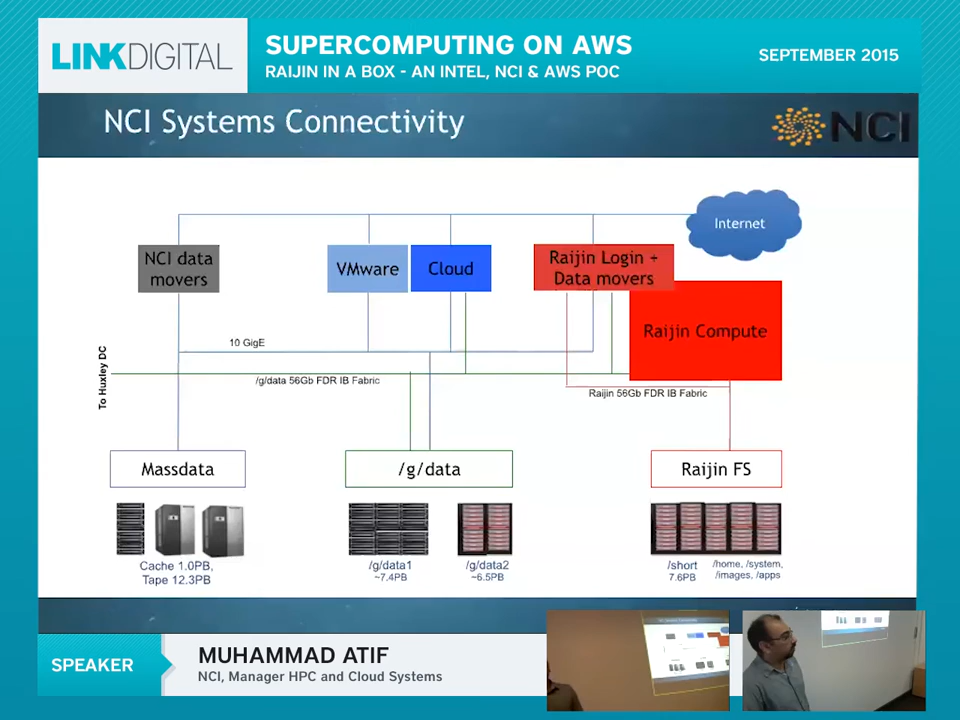 LINKDIGITAL
SUPERCOMPUTING ON AWS
RAIJIN IN A BOX - AN INTEL, NCI & AWS POC
SEPTEMBER 2015
NCI Systems Connectivity
NCI
Internet
NCI data
movers
VMware
Cloud
Raijin Login +
Data movers
Raijin Compute
10 GigE
To Huxley DC
/g/data 56Gb FDR IB Fabric
Raijin 56Gb FDR IB Fabric
Massdata
/g/data
Raijin FS
Cache 1.0PB,
Tape 12.3PB
/g/data1
~7.4PB
/g/data2
~6.5PB
/short
7.6PB
/home, /system,
/images, /apps
SPEAKER
MUHAMMAD ATIF
NCI, Manager HPC and Cloud Systems